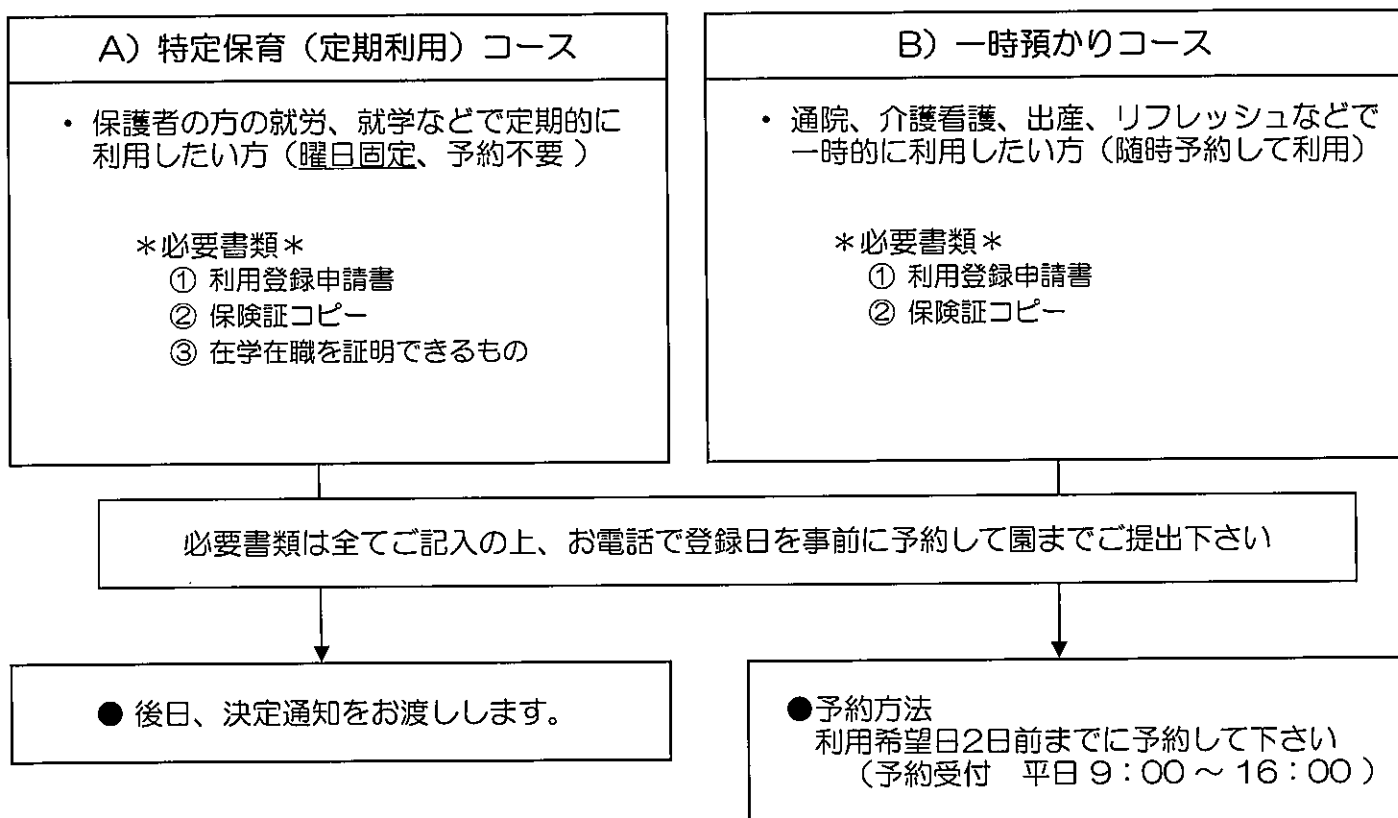 A）特定保育（定期利用）コース
・ 保護者の方の就労、就学などで定期的に
利用したい方（曜日固定、予約不要 ）
＊必要書類＊
① 利用登録申請書
② 保険証コピー
③ 在学在職を証明できるもの
B）一時預かりコース
・ 通院、介護看護、出産、リフレッシュなどで
一時的に利用したい方（随時予約して利用）
＊必要書類＊
① 利用登録申請書
② 保険証コピー
必要書類は全てご記入の上、お電話で登録日を事前に予約して園までご提出下さい
● 後日、決定通知をお渡しします。
●予約方法
利用希望日2日前までに予約して下さい
（予約受付　平日 9：00 ～ 16：00 ）